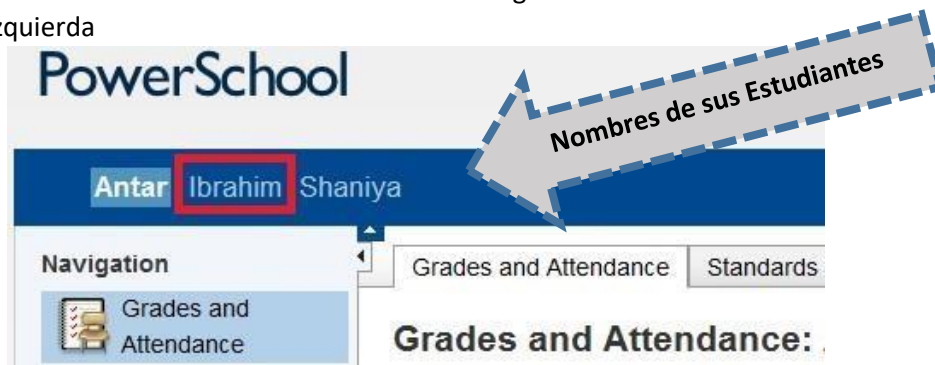 zquierda
PowerSchool
Nombres de sus Estudiantes
Antar Ibrahim Shaniya
Navigation
Grades and Attendance Standards
Grades and
Attendance
Grades and Attendance: